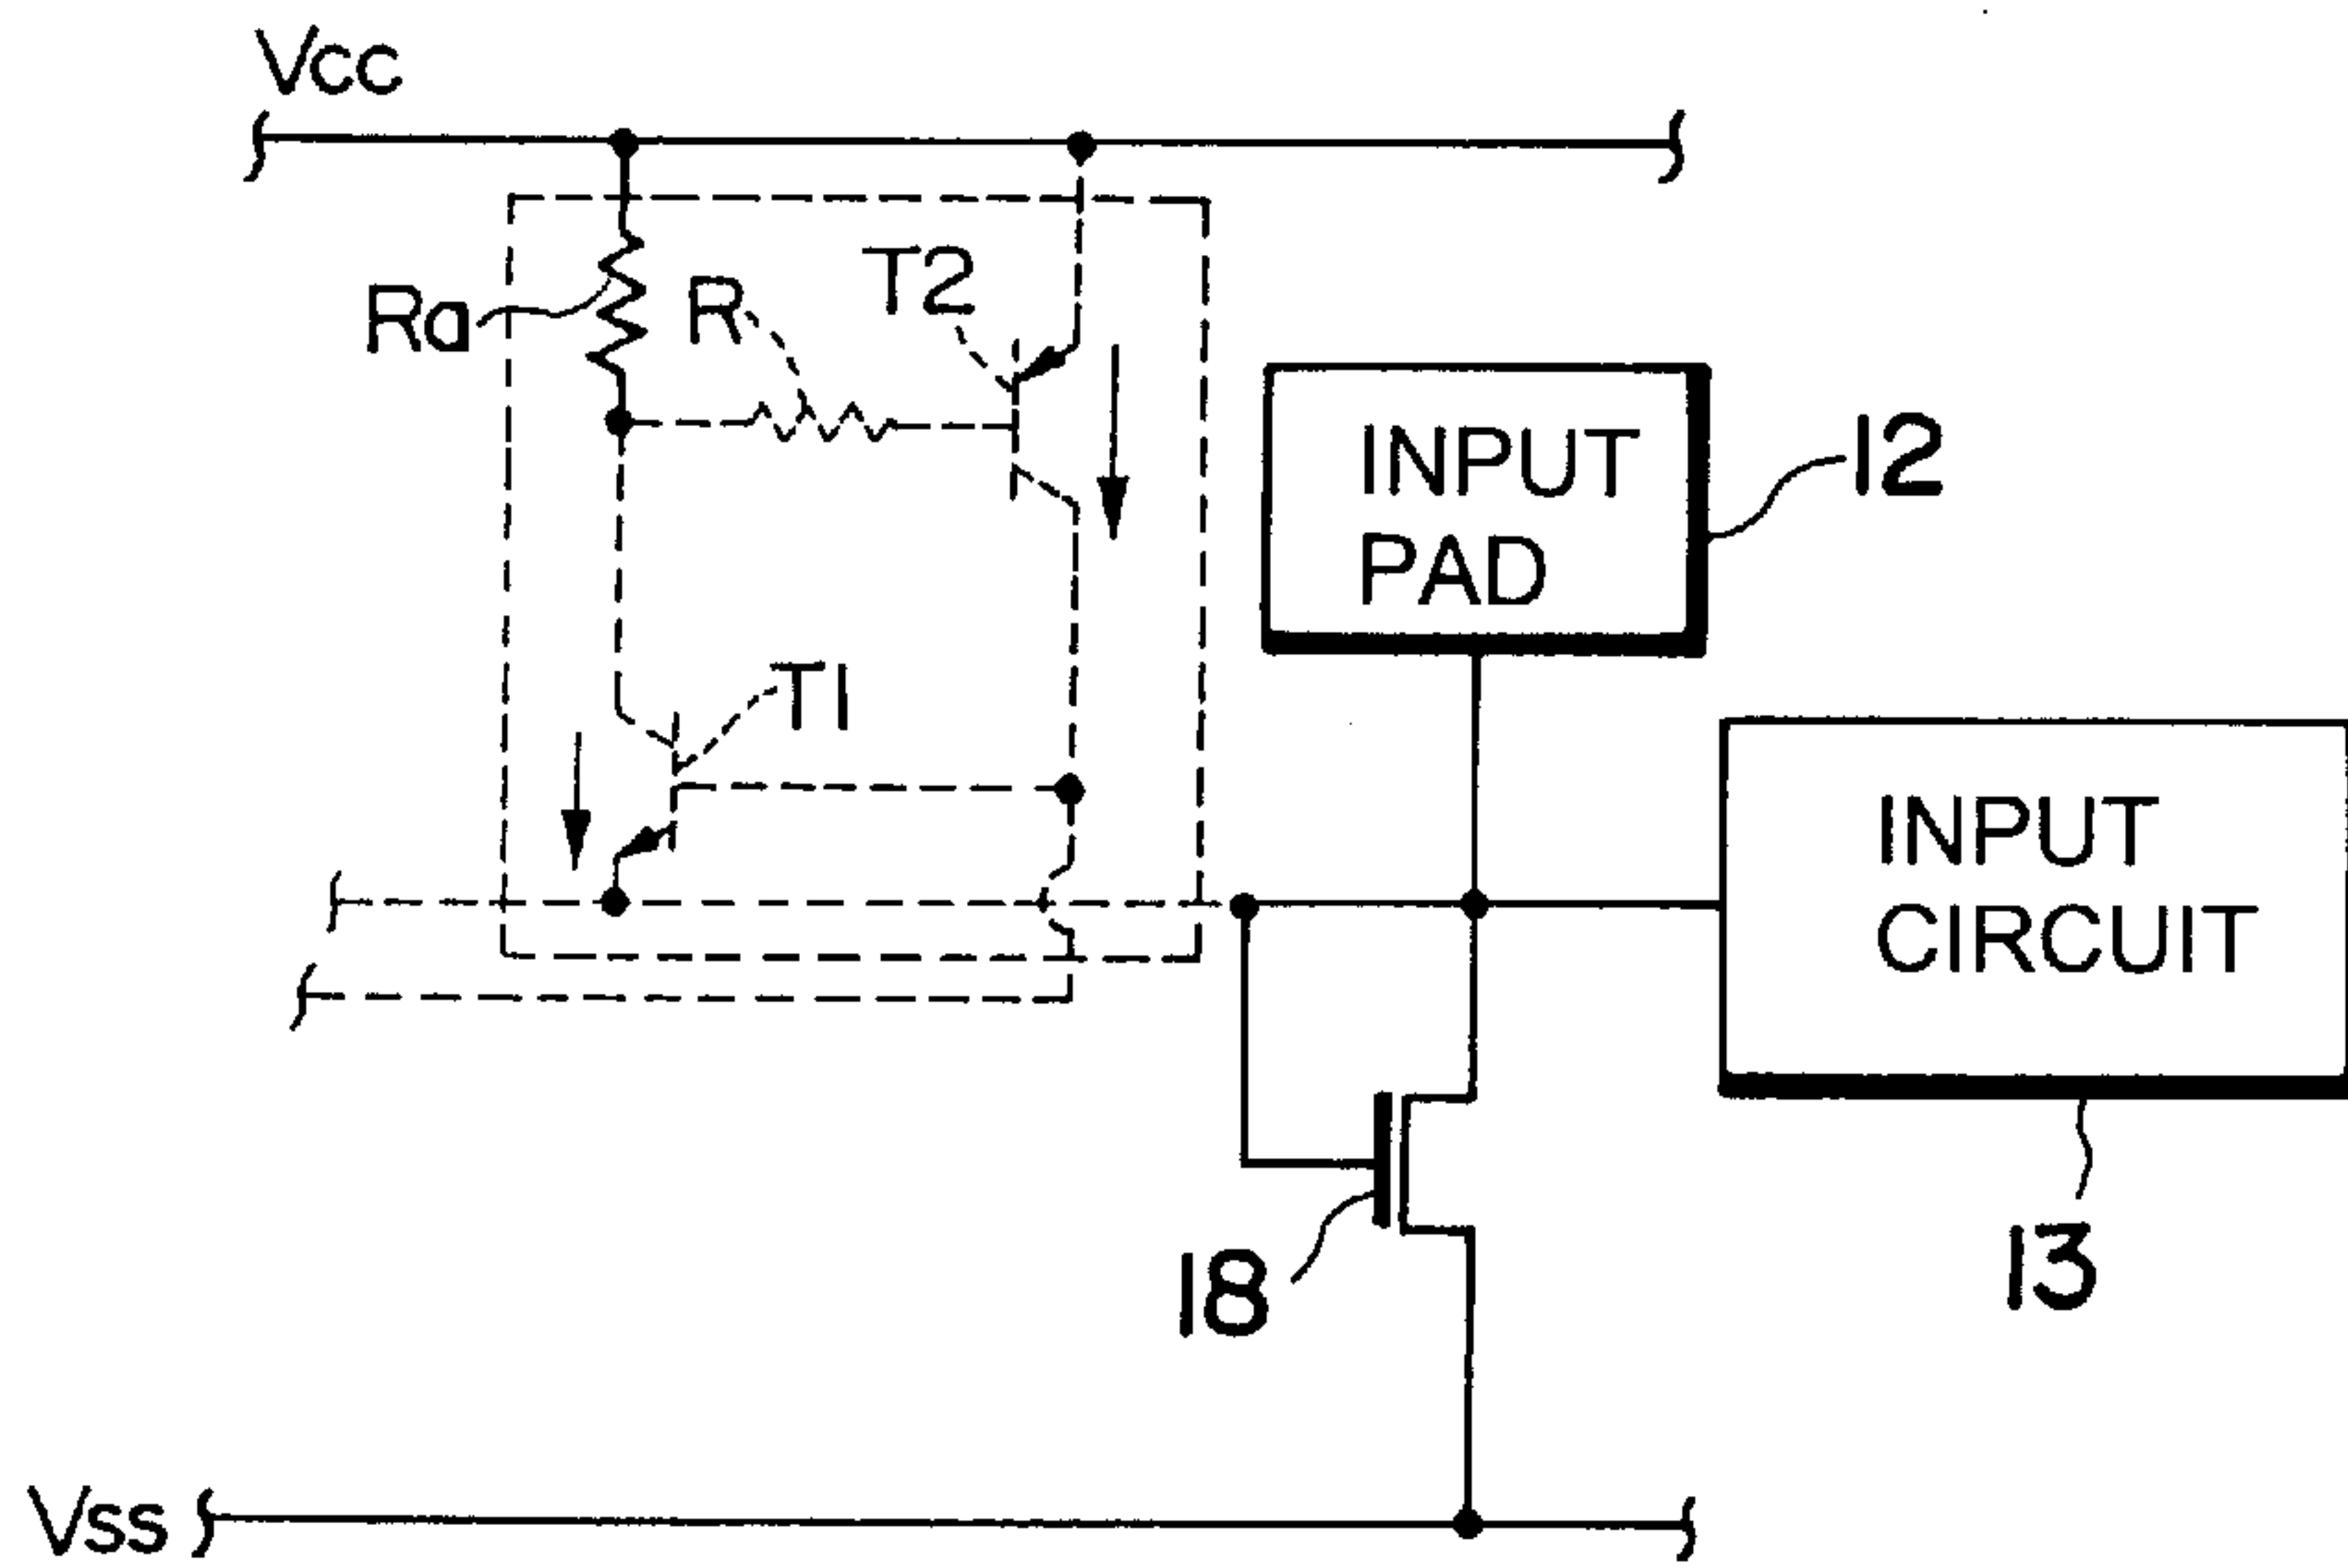 Vcc
Ra
R
T2
INPUT
PAD
12
T1
INPUT
CIRCUIT
18
13
Vss